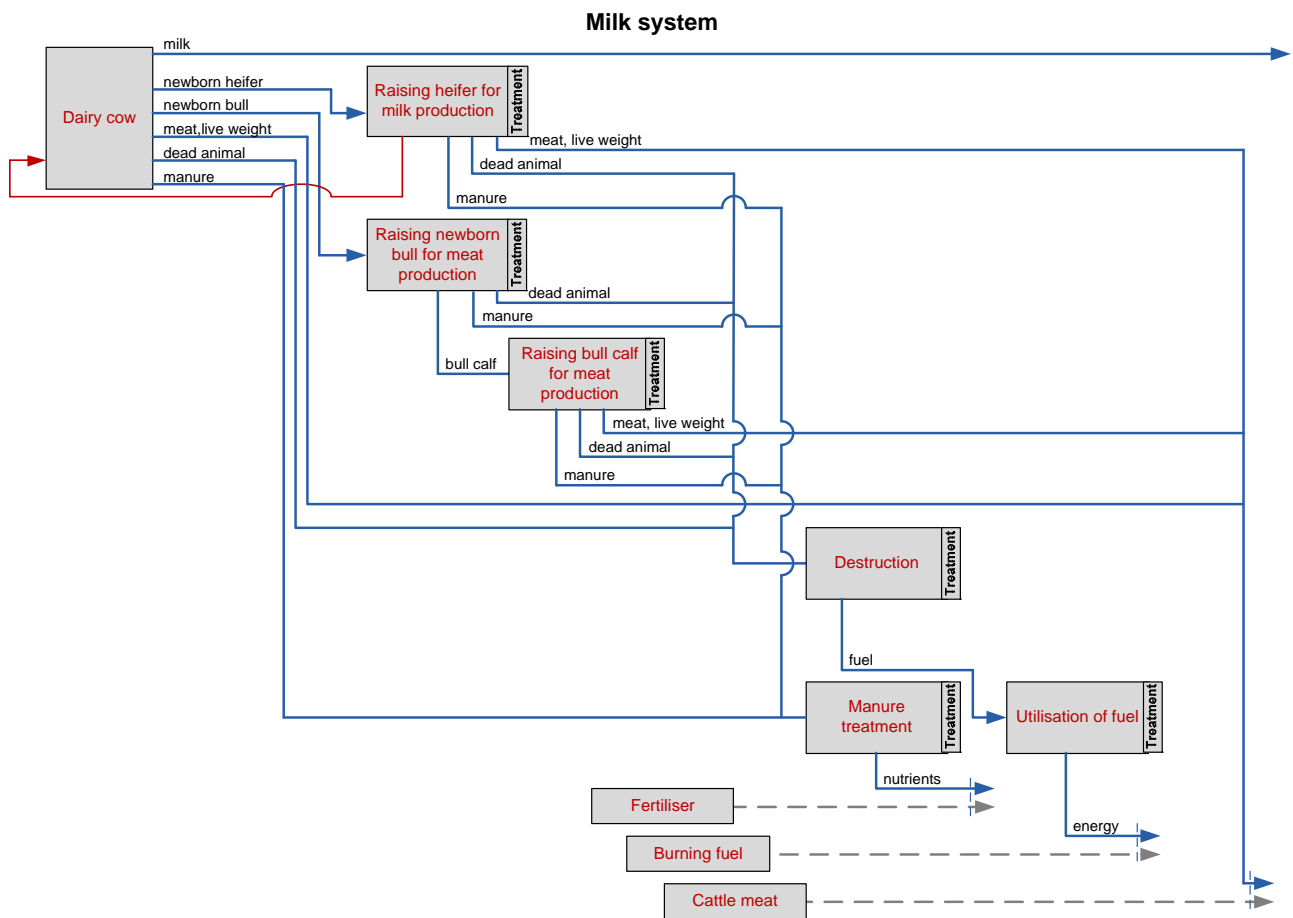 Milk system
milk
Dairy cow
newborn heifer
newborn bull
meat,live weight
dead animal
manure
Raising heifer for
milk production
Treatment
meat, live weight
dead animal
manure
Raising newborn
bull for meat
production
Treatment
dead animal
manure
bull calf
Raising bull calf
for meat
production
Treatment
meat, live weight
dead animal
manure
Destruction
Treatment
fuel
Manure
treatment
Treatment
Utilisation of fuel
Treatment
nutrients
Fertiliser
energy
Burning fuel
Cattle meat